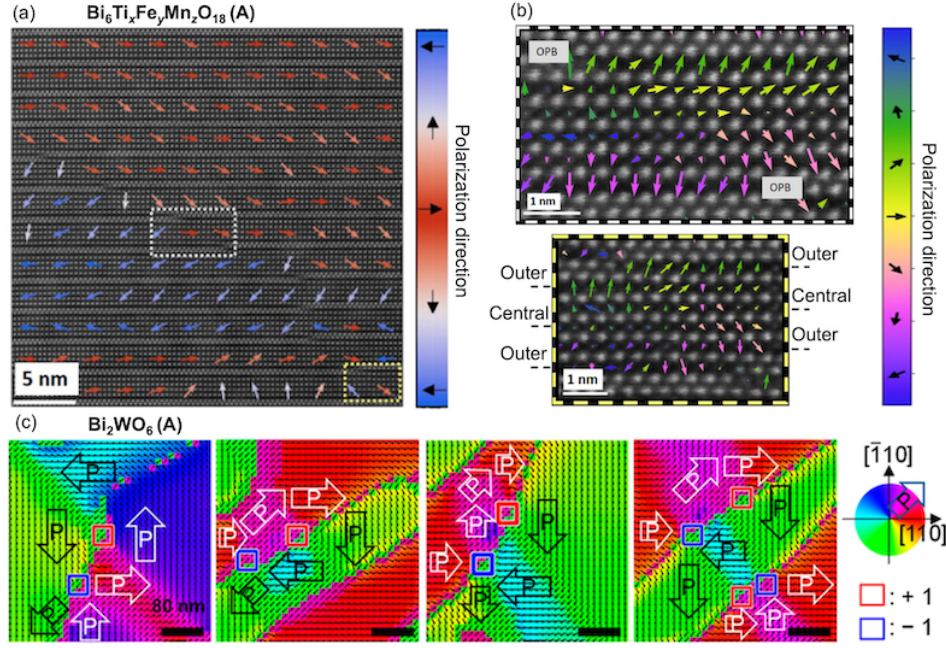 (a)
Bi₆TiₓFeᵧMn_zO₁₈ (A)
Polarization direction
5 nm
(b)
OPB
OPB
1 nm
Polarization direction
Outer
Central
Outer
Outer
Central
Outer
1 nm
(c)
Bi₂WO₆ (A)
P P P P P P
80 nm
P P P P P P
P P P P P P
P P P P P P P P
[1̄10]
P
[110]
: + 1
: − 1